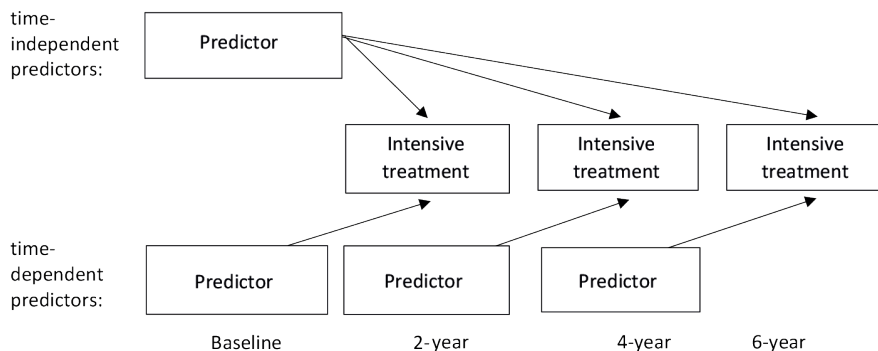 time-
independent
predictors:
Predictor
Intensive
treatment
Intensive
treatment
Intensive
treatment
time-
dependent
predictors:
Predictor
Predictor
Predictor
Baseline
2-year
4-year
6-year